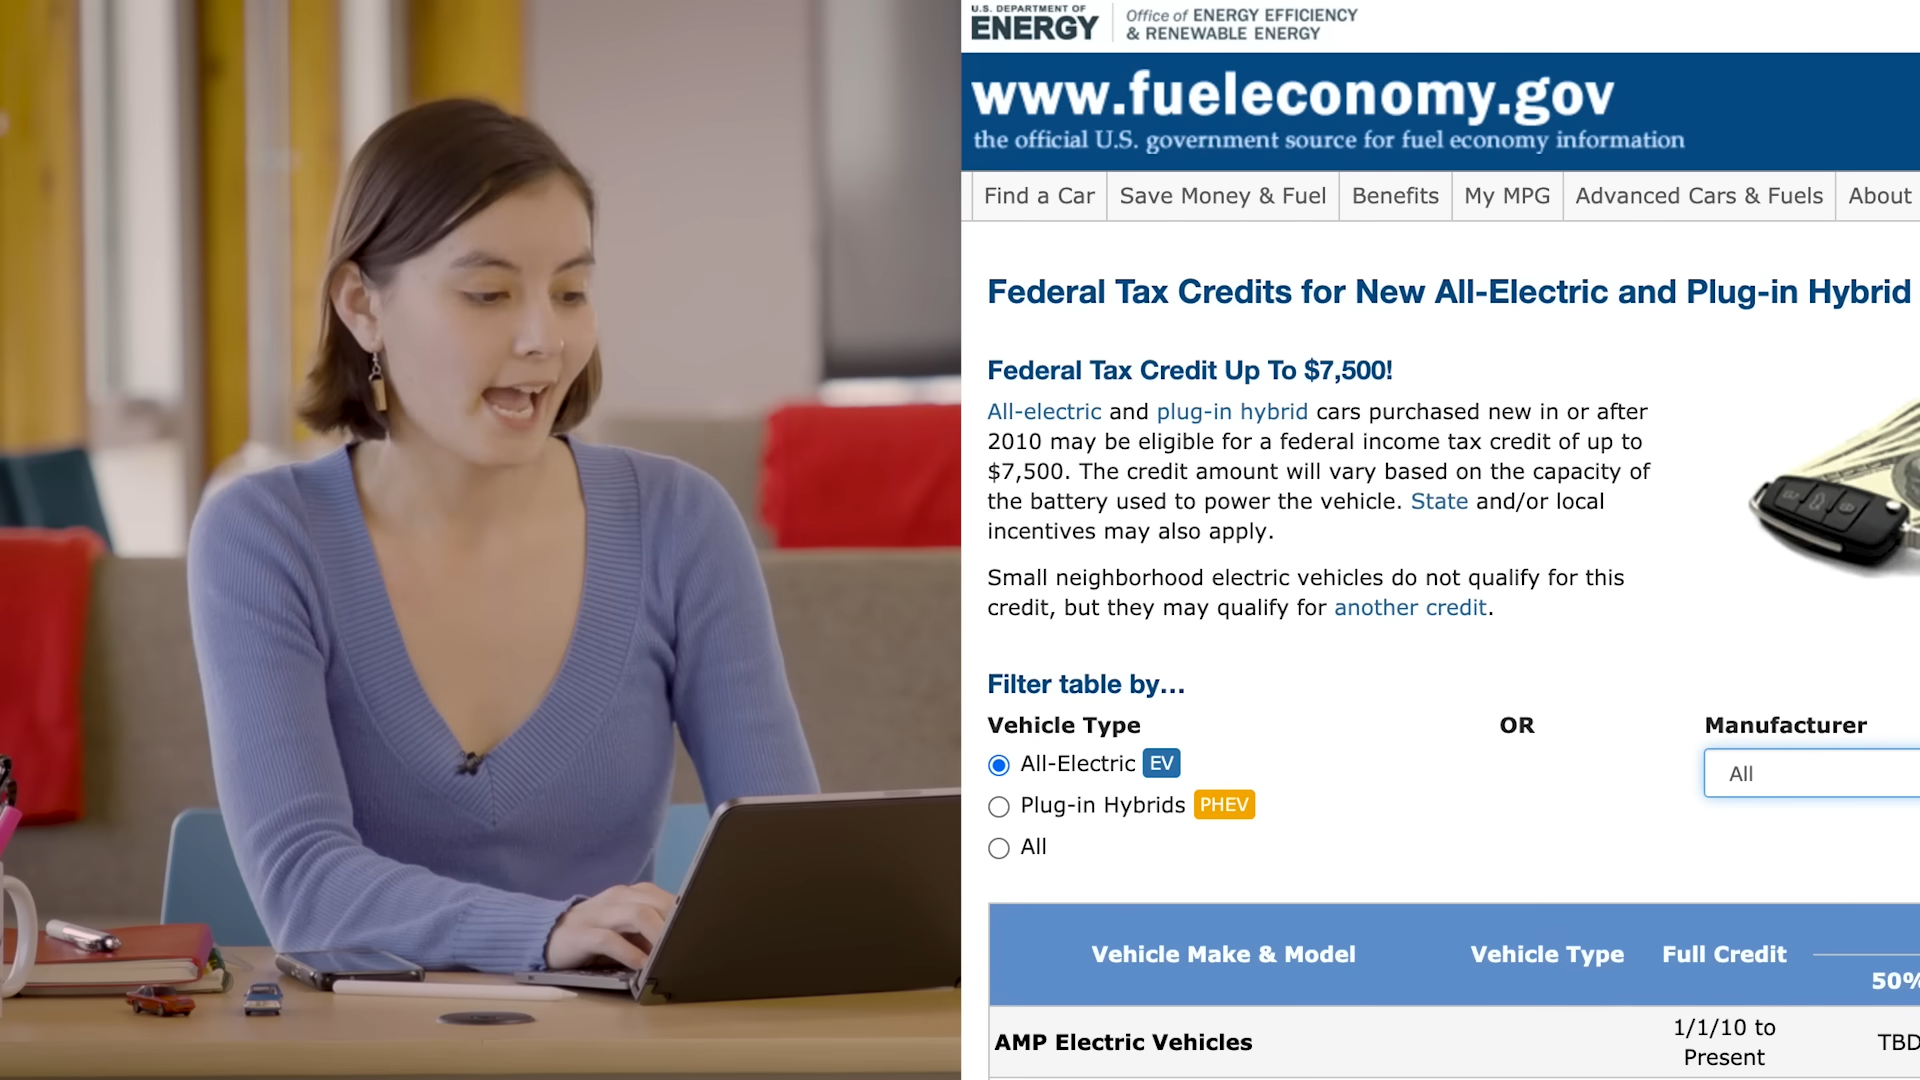 U.S. DEPARTMENT OF
ENERGY
Office of ENERGY EFFICIENCY
& RENEWABLE ENERGY
www.fueleconomy.gov
the official U.S. government source for fuel economy information
Find a Car
Save Money & Fuel
Benefits
My MPG
Advanced Cars & Fuels
About
Federal Tax Credits for New All-Electric and Plug-in Hybrid
Federal Tax Credit Up To $7,500!
All-electric and plug-in hybrid cars purchased new in or after
2010 may be eligible for a federal income tax credit of up to
$7,500. The credit amount will vary based on the capacity of
the battery used to power the vehicle. State and/or local
incentives may also apply.
Small neighborhood electric vehicles do not qualify for this
credit, but they may qualify for another credit.
Filter table by...
Vehicle Type
OR
Manufacturer
All-Electric EV
All
Plug-in Hybrids PHEV
All
Vehicle Make & Model
Vehicle Type
Full Credit
50%
AMP Electric Vehicles
1/1/10 to
Present
TBD